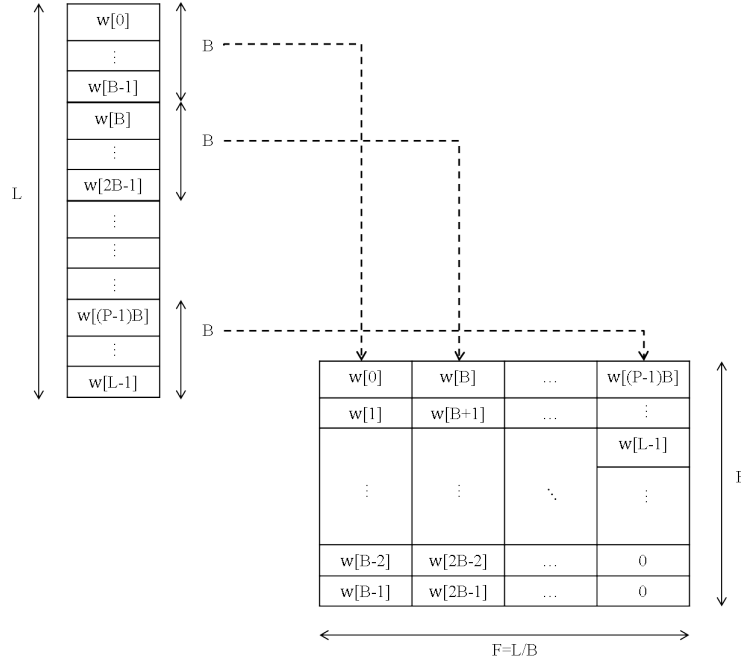 w[0]
⋮
w[B-1]
w[B]
⋮
w[2B-1]
⋮
⋮
⋮
w[(P-1)B]
⋮
w[L-1]
L
B
B
B
w[0] w[B] … w[(P-1)B]
w[1] w[B+1] … ⋮
w[L-1]
⋮ ⋮ ⋱ ⋮
w[B-2] w[2B-2] … 0
w[B-1] w[2B-1] … 0
F=L/B